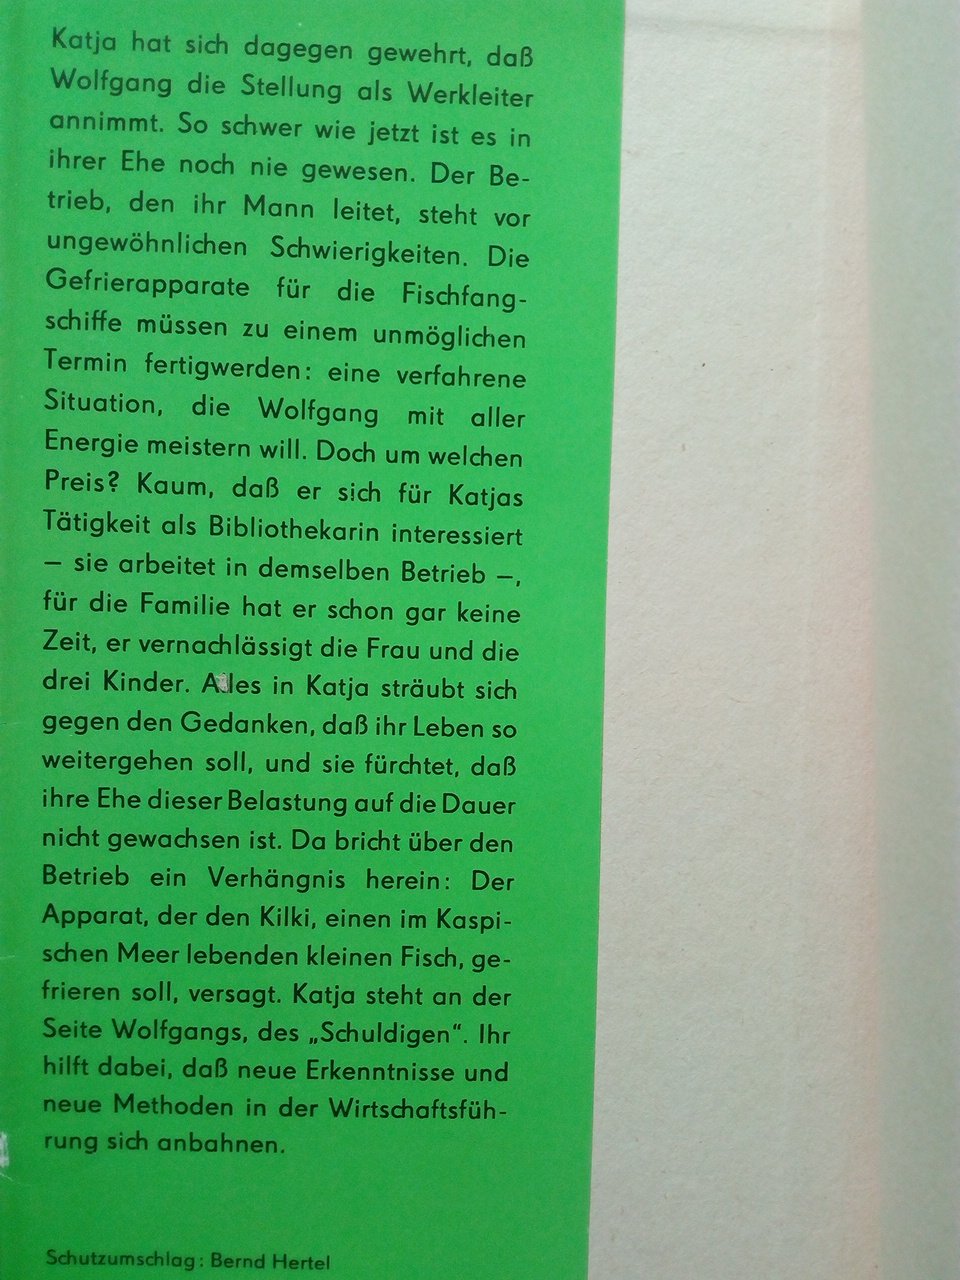 Katja hat sich dagegen gewehrt, daß
Wolfgang die Stellung als Werkleiter
annimmt. So schwer wie jetzt ist es in
ihrer Ehe noch nie gewesen. Der Be-
trieb, den ihr Mann leitet, steht vor
ungewöhnlichen Schwierigkeiten. Die
Gefrierapparate für die Fischfang-
schiffe müssen zu einem unmöglichen
Termin fertigwerden: eine verfahrene
Situation, die Wolfgang mit aller
Energie meistern will. Doch um welchen
Preis? Kaum, daß er sich für Katjas
Tätigkeit als Bibliothekarin interessiert
– sie arbeitet in demselben Betrieb –,
für die Familie hat er schon gar keine
Zeit, er vernachlässigt die Frau und die
drei Kinder. Alles in Katja sträubt sich
gegen den Gedanken, daß ihr Leben so
weitergehen soll, und sie fürchtet, daß
ihre Ehe dieser Belastung auf die Dauer
nicht gewachsen ist. Da bricht über den
Betrieb ein Verhängnis herein: Der
Apparat, der den Kilki, einen im Kaspi-
schen Meer lebenden kleinen Fisch, ge-
frieren soll, versagt. Katja steht an der
Seite Wolfgangs, des „Schuldigen“. Ihr
hilft dabei, daß neue Erkenntnisse und
neue Methoden in der Wirtschaftsfüh-
rung sich anbahnen.
Schutzumschlag: Bernd Hertel